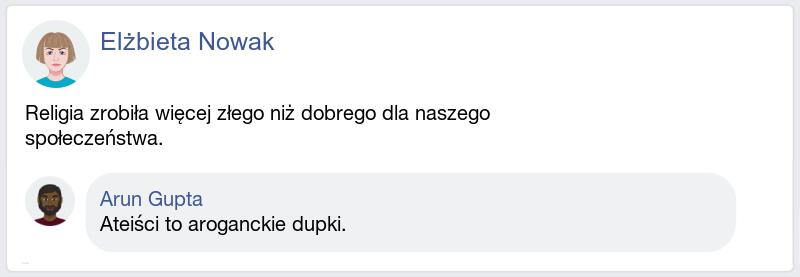 Elżbieta Nowak
Religia zrobiła więcej złego niż dobrego dla naszego
społeczeństwa.
Arun Gupta
Ateiści to aroganckie dupki.